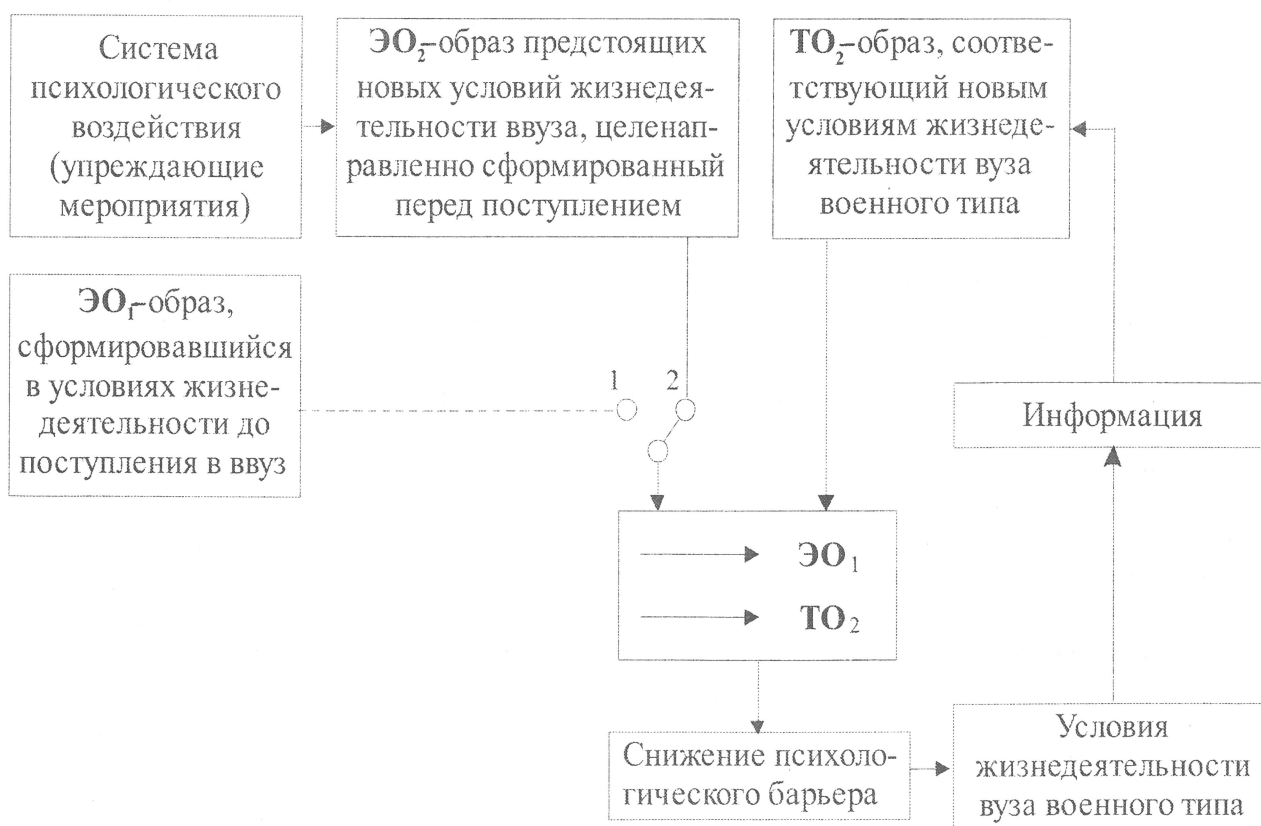 Система
психологического
воздействия
(упреждающие
мероприятия)
ЭО₂-образ предстоящих
новых условий жизнедея-
тельности ввуза, целенап-
равленно сформированный
перед поступлением
ТО₂-образ, соотве-
тствующий новым
условиям жизнеде-
ятельности вуза
военного типа
ЭО₁-образ,
сформировавшийся
в условиях жизне-
деятельности до
поступления в ввуз
1 2
Информация
ЭО₁
ТО₂
Снижение психоло-
гического барьера
Условия
жизнедеятельности
вуза военного типа